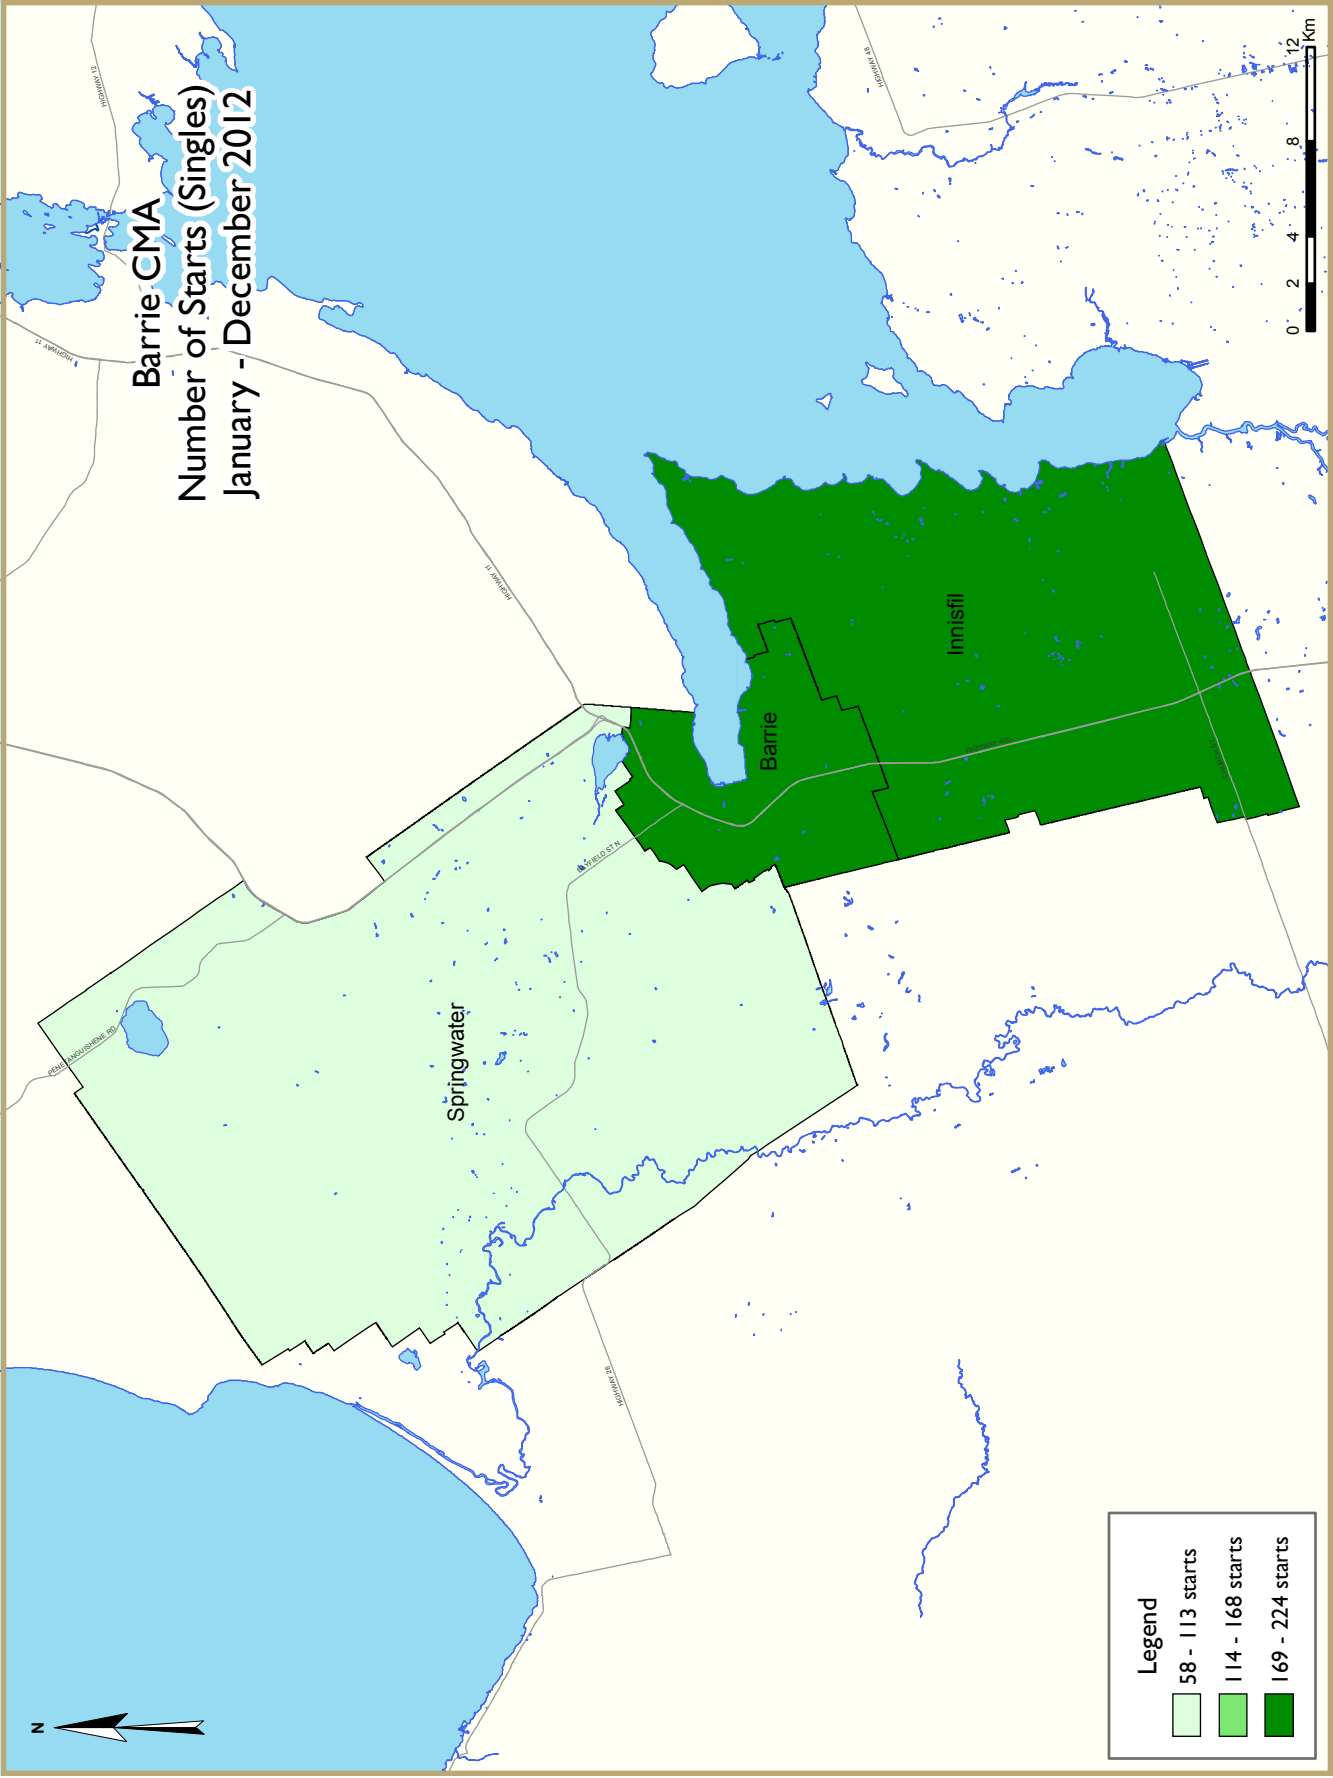 Barrie CMA
Number of Starts (Singles)
January - December 2012
N
HIGHWAY 12
HIGHWAY 11
HIGHWAY 48
HIGHWAY 11
PENETANGUISHENE RD
BAYFIELD ST N
HIGHWAY 26
HIGHWAY 400
Springwater
Barrie
Innisfil
Legend
58 - 113 starts
114 - 168 starts
169 - 224 starts
0 2 4 8 12
Km